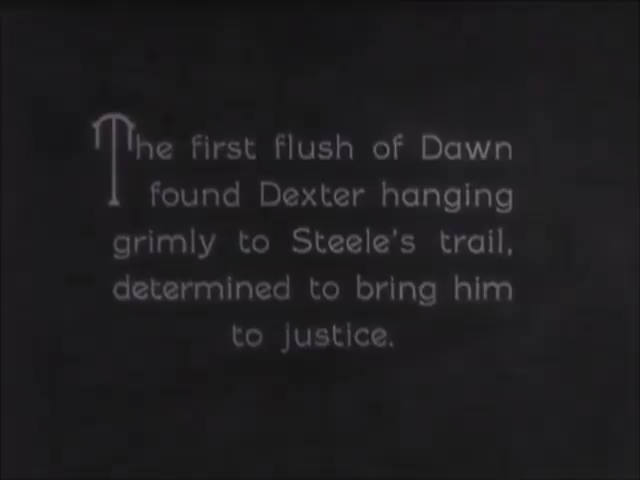 The first flush of Dawn
found Dexter hanging
grimly to Steele's trail,
determined to bring him
to justice.